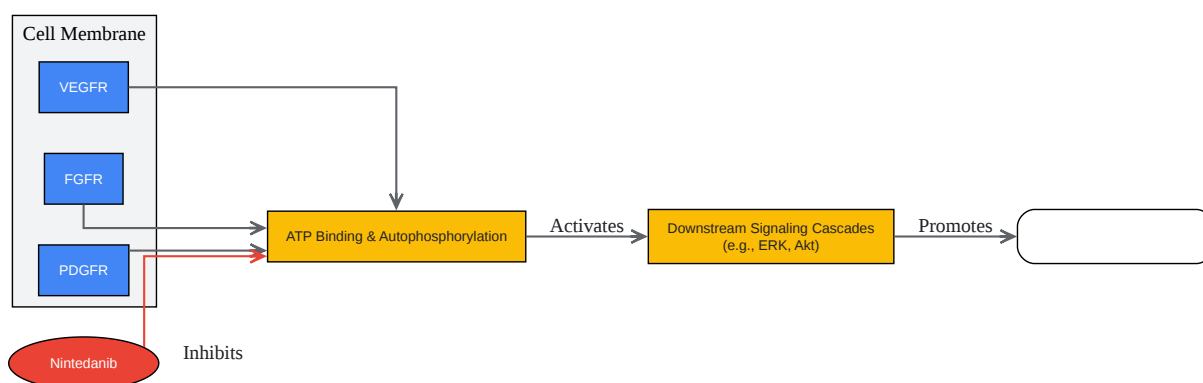 Cell Membrane
VEGFR
FGFR
PDGFR
Nintedanib
Inhibits
ATP Binding & Autophosphorylation
Activates
Downstream Signaling Cascades
(e.g., ERK, Akt)
Promotes